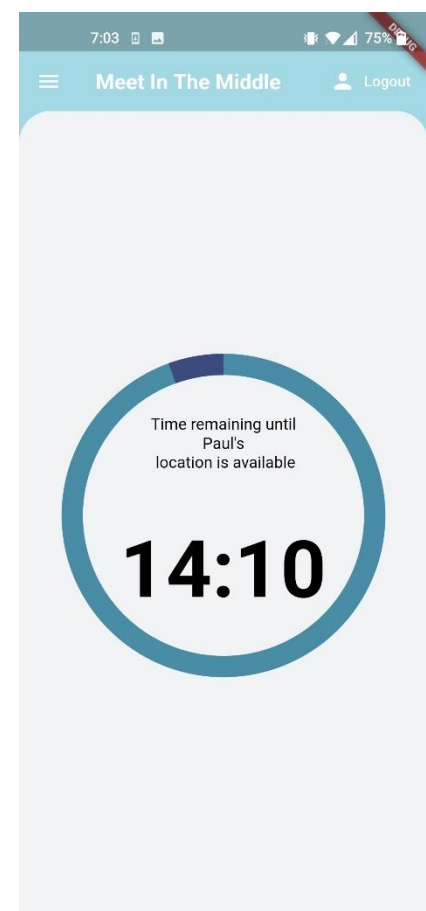 7:03 75%
DEBUG
Meet In The Middle Logout
Time remaining until
Paul's
location is available
14:10